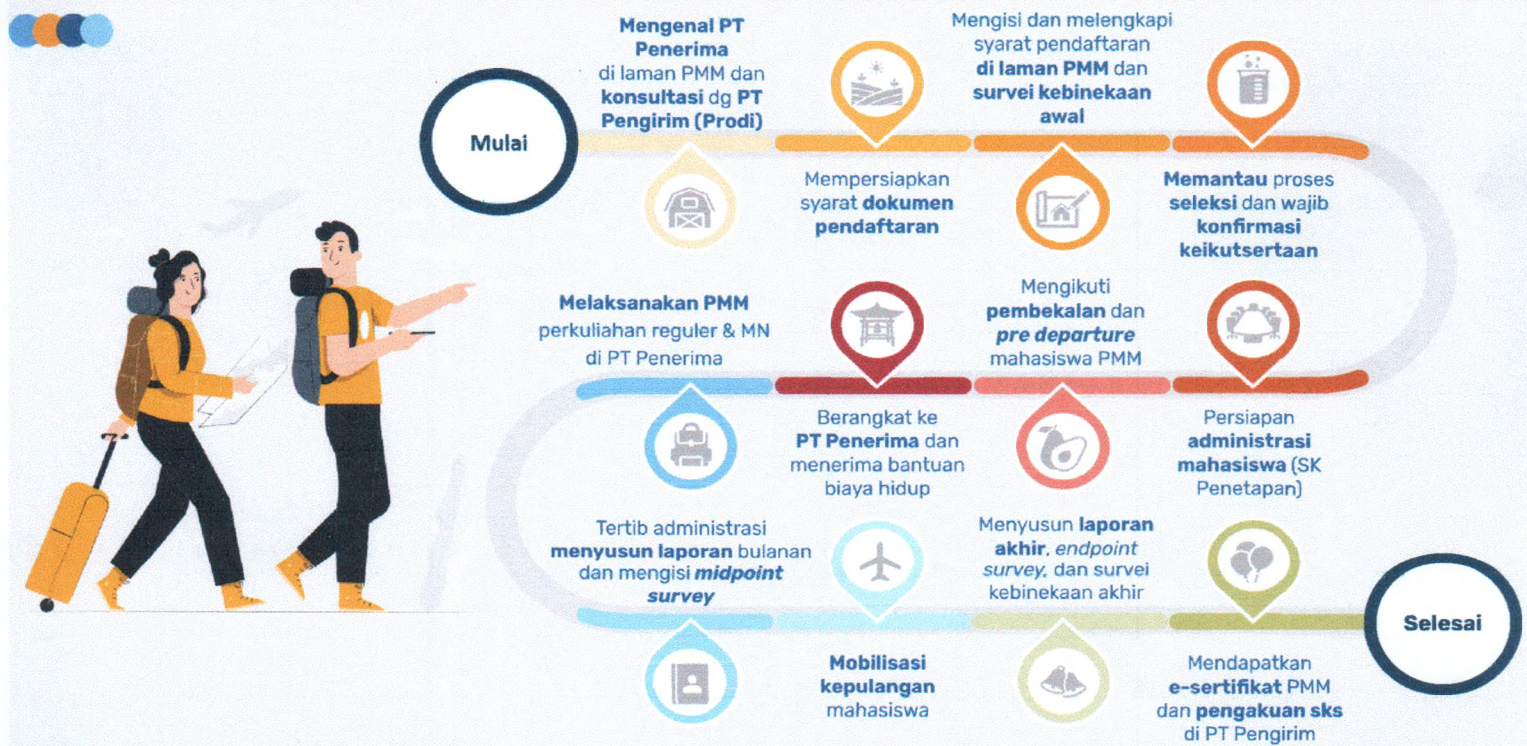 Mulai
Mengenal PT
Penerima
di laman PMM dan
konsultasi dg PT
Pengirim (Prodi)
Mempersiapkan
syarat dokumen
pendaftaran
Mengisi dan melengkapi
syarat pendaftaran
di laman PMM dan
survei kebinekaan
awal
Memantau proses
seleksi dan wajib
konfirmasi
keikutsertaan
Persiapan
administrasi
mahasiswa (SK
Penetapan)
Mengikuti
pembekalan dan
pre departure
mahasiswa PMM
Berangkat ke
PT Penerima dan
menerima bantuan
biaya hidup
Melaksanakan PMM
perkuliahan reguler & MN
di PT Penerima
Tertib administrasi
menyusun laporan bulanan
dan mengisi midpoint
survey
Mobilisasi
kepulangan
mahasiswa
Menyusun laporan
akhir, endpoint
survey, dan survei
kebinekaan akhir
Mendapatkan
e-sertifikat PMM
dan pengakuan sks
di PT Pengirim
Selesai